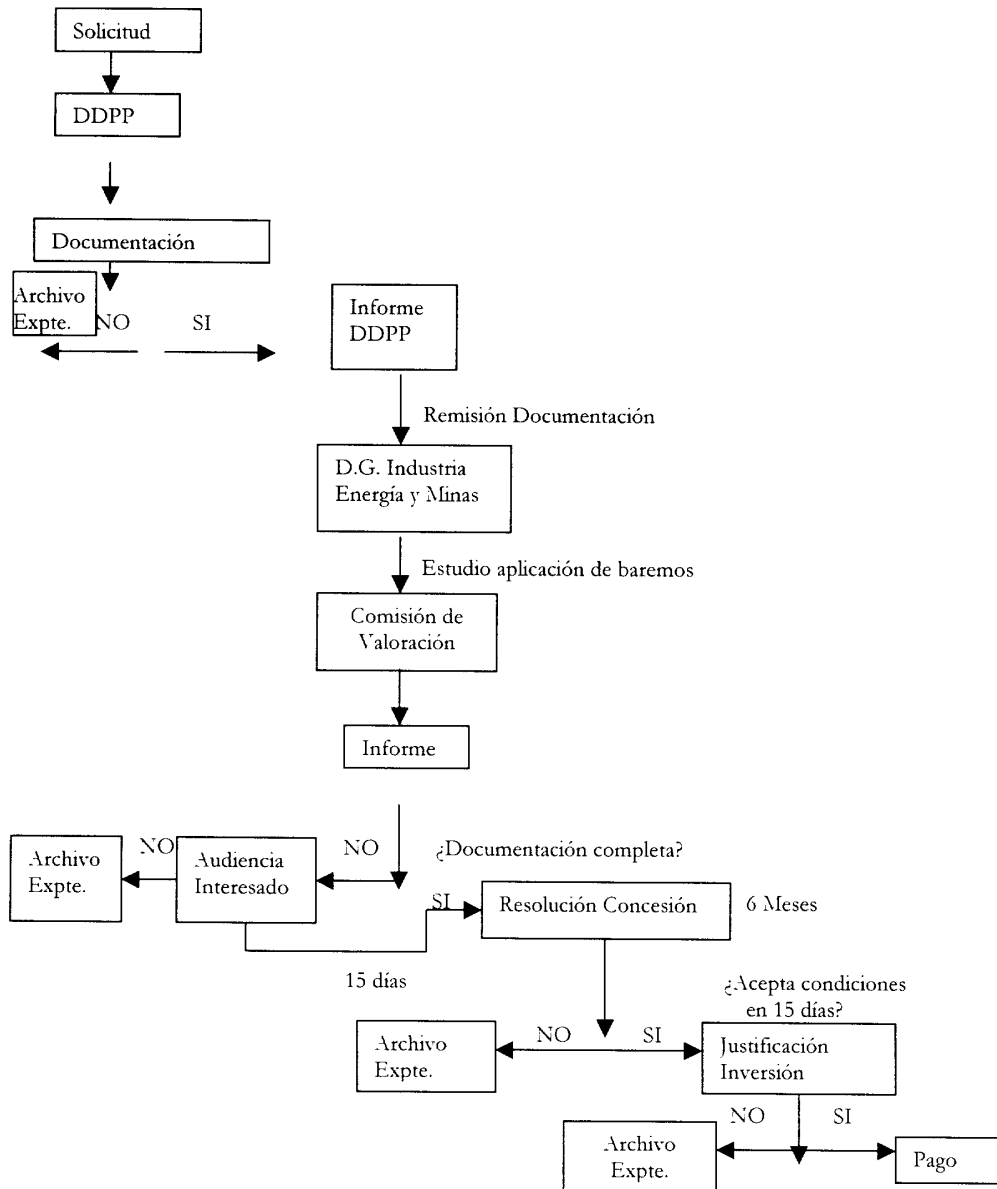 Solicitud
DDPP
Documentación
Archivo
Expte.
NO
SI
Informe
DDPP
Remisión Documentación
D.G. Industria
Energía y Minas
Estudio aplicación de baremos
Comisión de
Valoración
Informe
Archivo
Expte.
NO
Audiencia
Interesado
NO
¿Documentación completa?
SI
Resolución Concesión
6 Meses
15 días
¿Acepta condiciones
en 15 días?
Archivo
Expte.
NO
SI
Justificación
Inversión
NO
SI
Archivo
Expte.
Pago